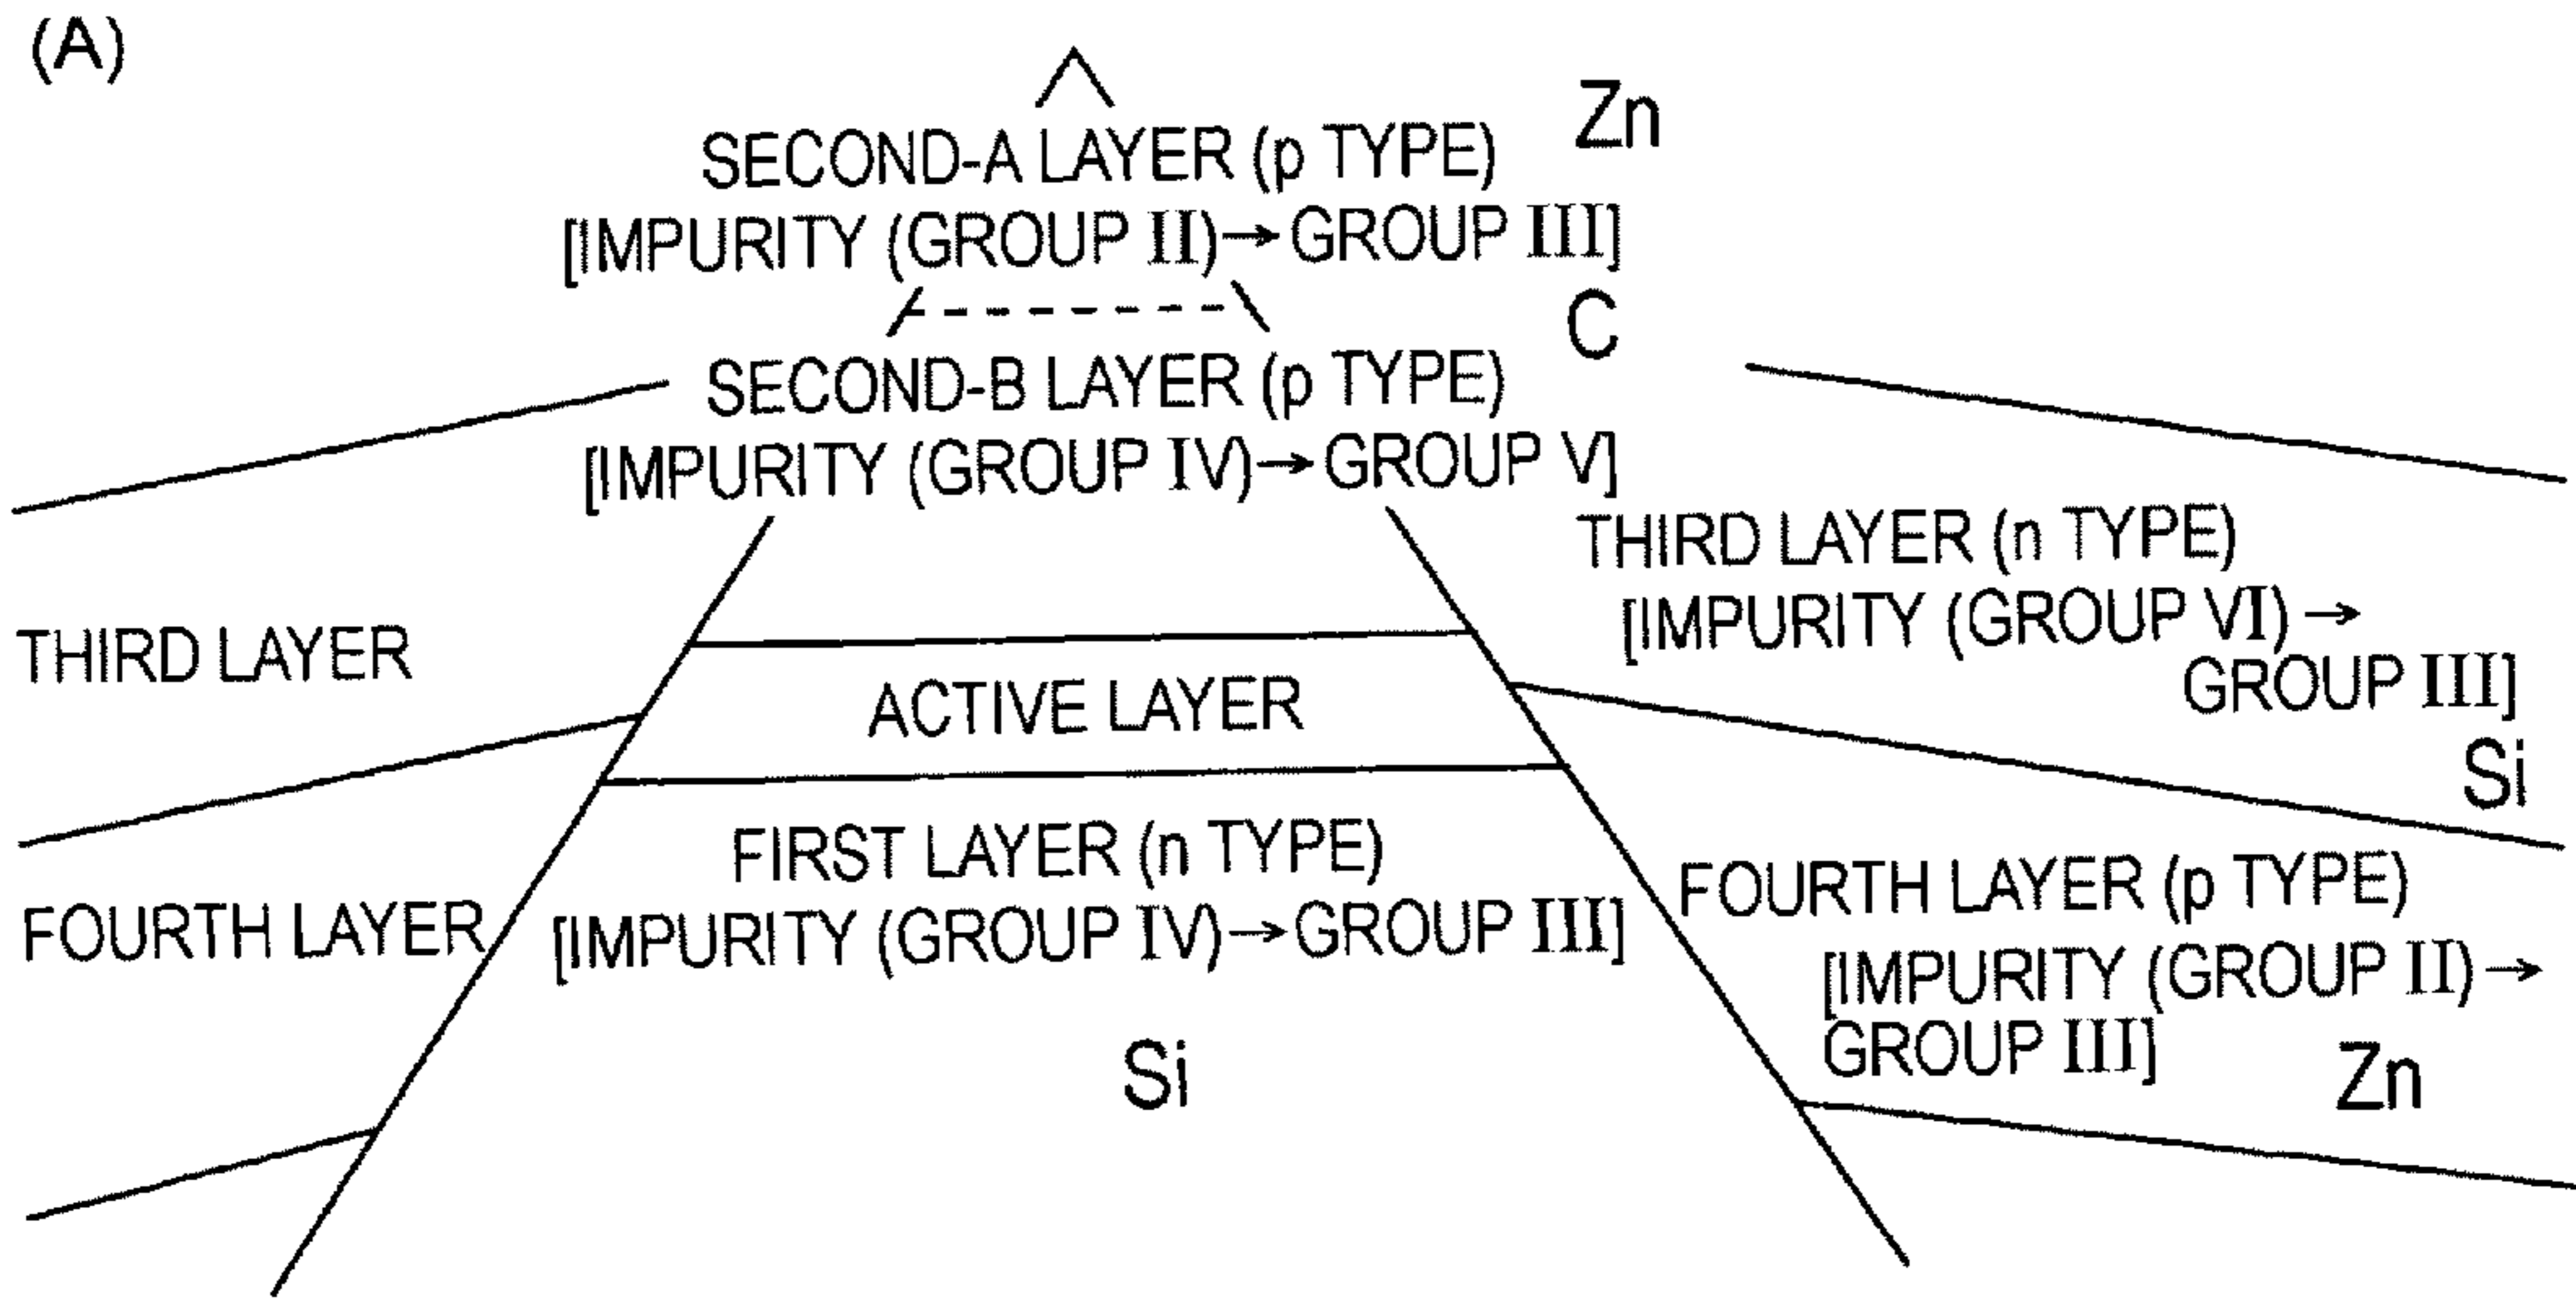 (A)
Zn
SECOND-A LAYER (p TYPE)
[IMPURITY (GROUP II)→GROUP III]
C
SECOND-B LAYER (p TYPE)
[IMPURITY (GROUP IV)→GROUP V]
THIRD LAYER (n TYPE)
[IMPURITY (GROUP VI)→
GROUP III]
Si
THIRD LAYER
ACTIVE LAYER
FIRST LAYER (n TYPE)
[IMPURITY (GROUP IV)→GROUP III]
Si
FOURTH LAYER
FOURTH LAYER (p TYPE)
[IMPURITY (GROUP II)→
GROUP III]
Zn